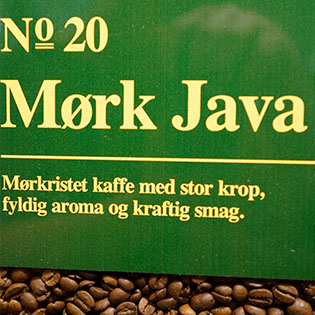 Nº 20
Mørk Java
Mørkristet kaffe med stor krop,
fyldig aroma og kraftig smag.